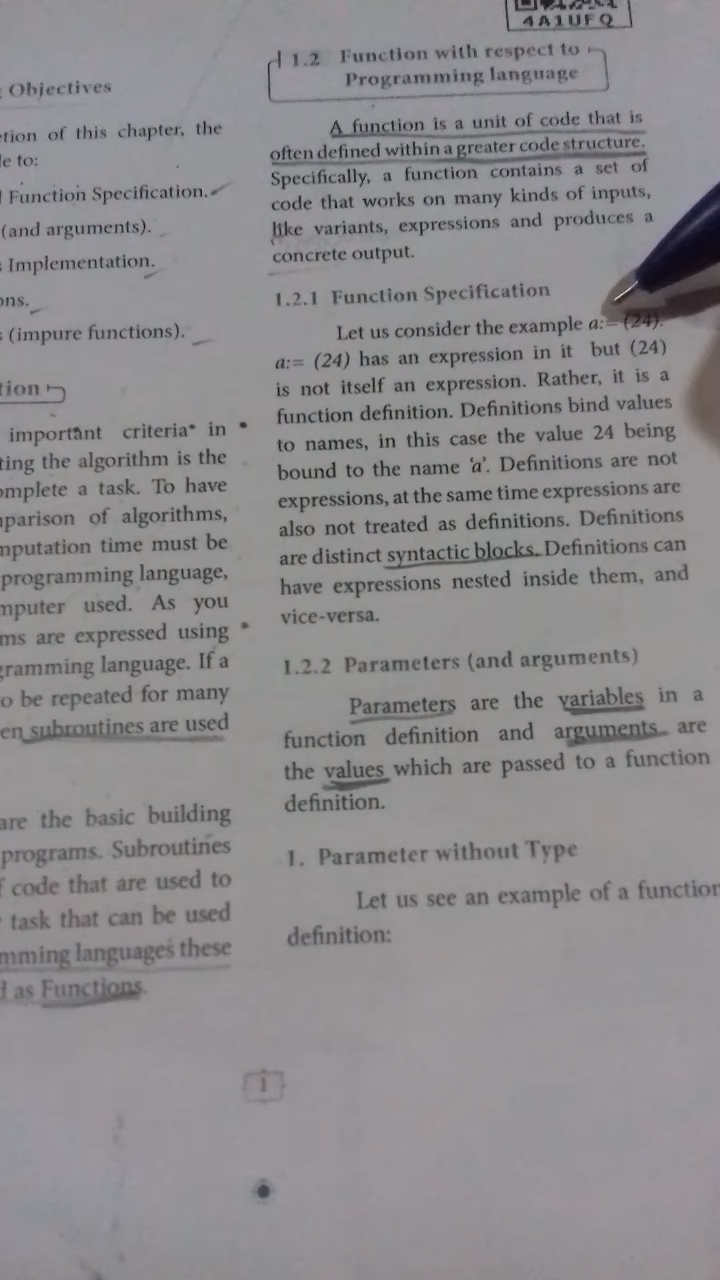 4A1UFQ
Objectives
tion of this chapter, the
to:
Function Specification.
(and arguments).
Implementation.
ons.
(impure functions).
tion
important criteria in
ting the algorithm is the
omplete a task. To have
parison of algorithms,
mputation time must be
programming language,
mputer used. As you
ms are expressed using
gramming language. If a
o be repeated for many
en subroutines are used
are the basic building
programs. Subroutines
code that are used to
task that can be used
mming languages these
as Functions.
1.2 Function with respect to
Programming language
A function is a unit of code that is
often defined within a greater code structure.
Specifically, a function contains a set of
code that works on many kinds of inputs,
like variants, expressions and produces a
concrete output.
1.2.1 Function Specification
Let us consider the example a:= (24).
a:= (24) has an expression in it but (24)
is not itself an expression. Rather, it is a
function definition. Definitions bind values
to names, in this case the value 24 being
bound to the name ‘a’. Definitions are not
expressions, at the same time expressions are
also not treated as definitions. Definitions
are distinct syntactic blocks. Definitions can
have expressions nested inside them, and
vice-versa.
1.2.2 Parameters (and arguments)
Parameters are the variables in a
function definition and arguments are
the values which are passed to a function
definition.
1. Parameter without Type
Let us see an example of a function
definition:
1